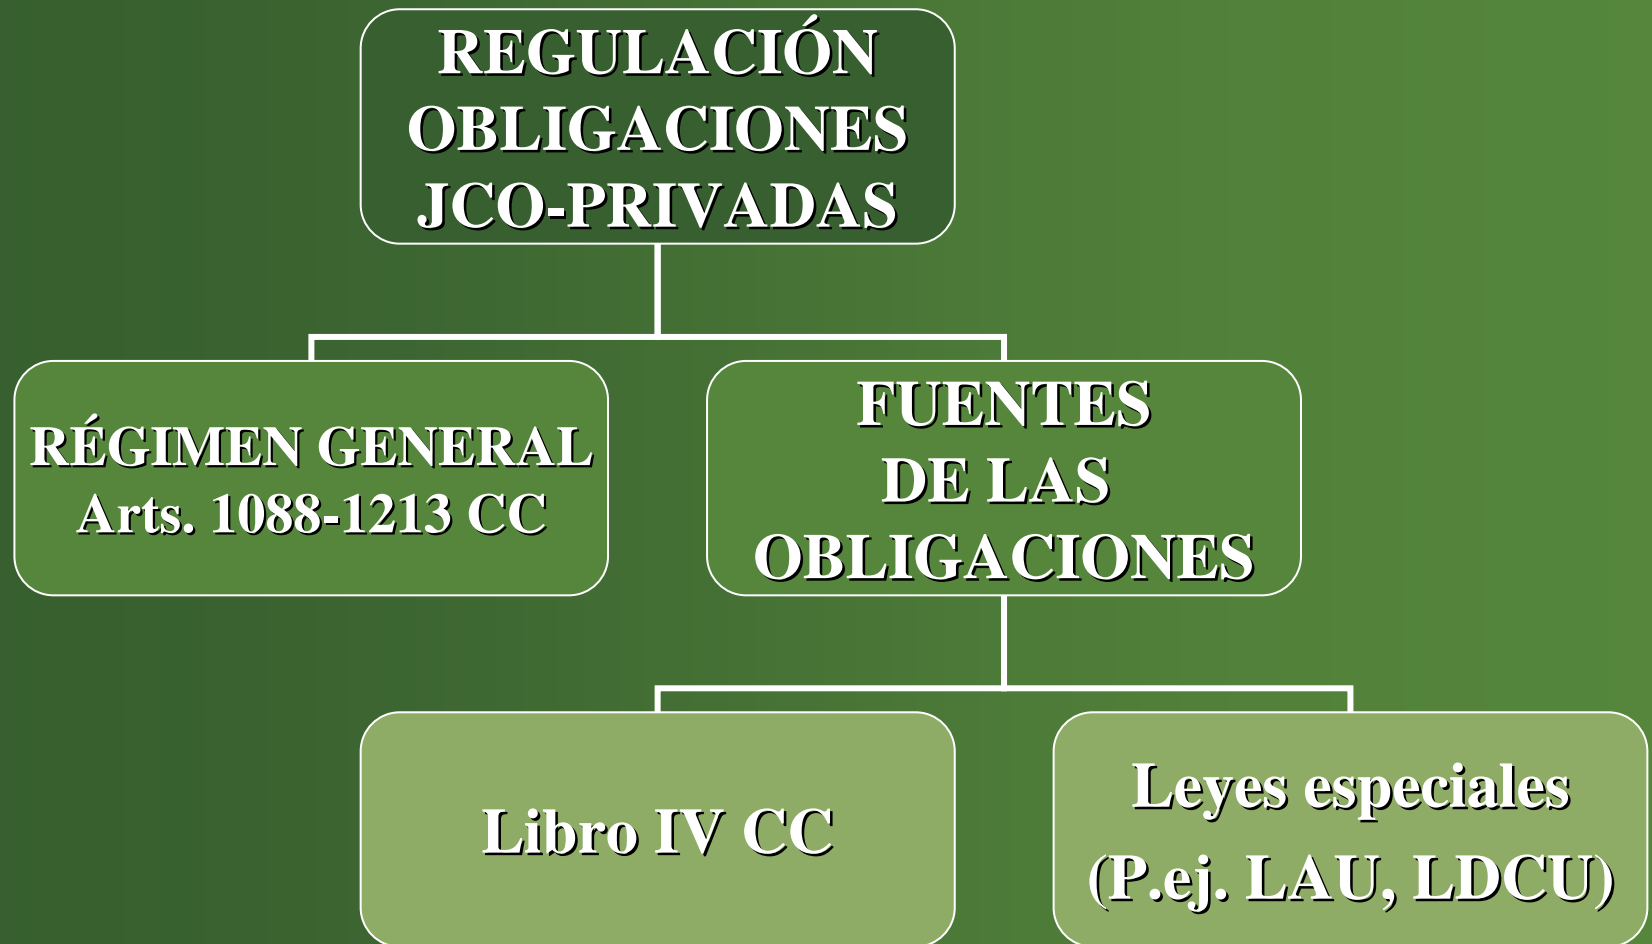 REGULACIÓN
OBLIGACIONES
JCO-PRIVADAS
RÉGIMEN GENERAL
Arts. 1088-1213 CC
FUENTES
DE LAS
OBLIGACIONES
Libro IV CC
Leyes especiales
(P.ej. LAU, LDCU)